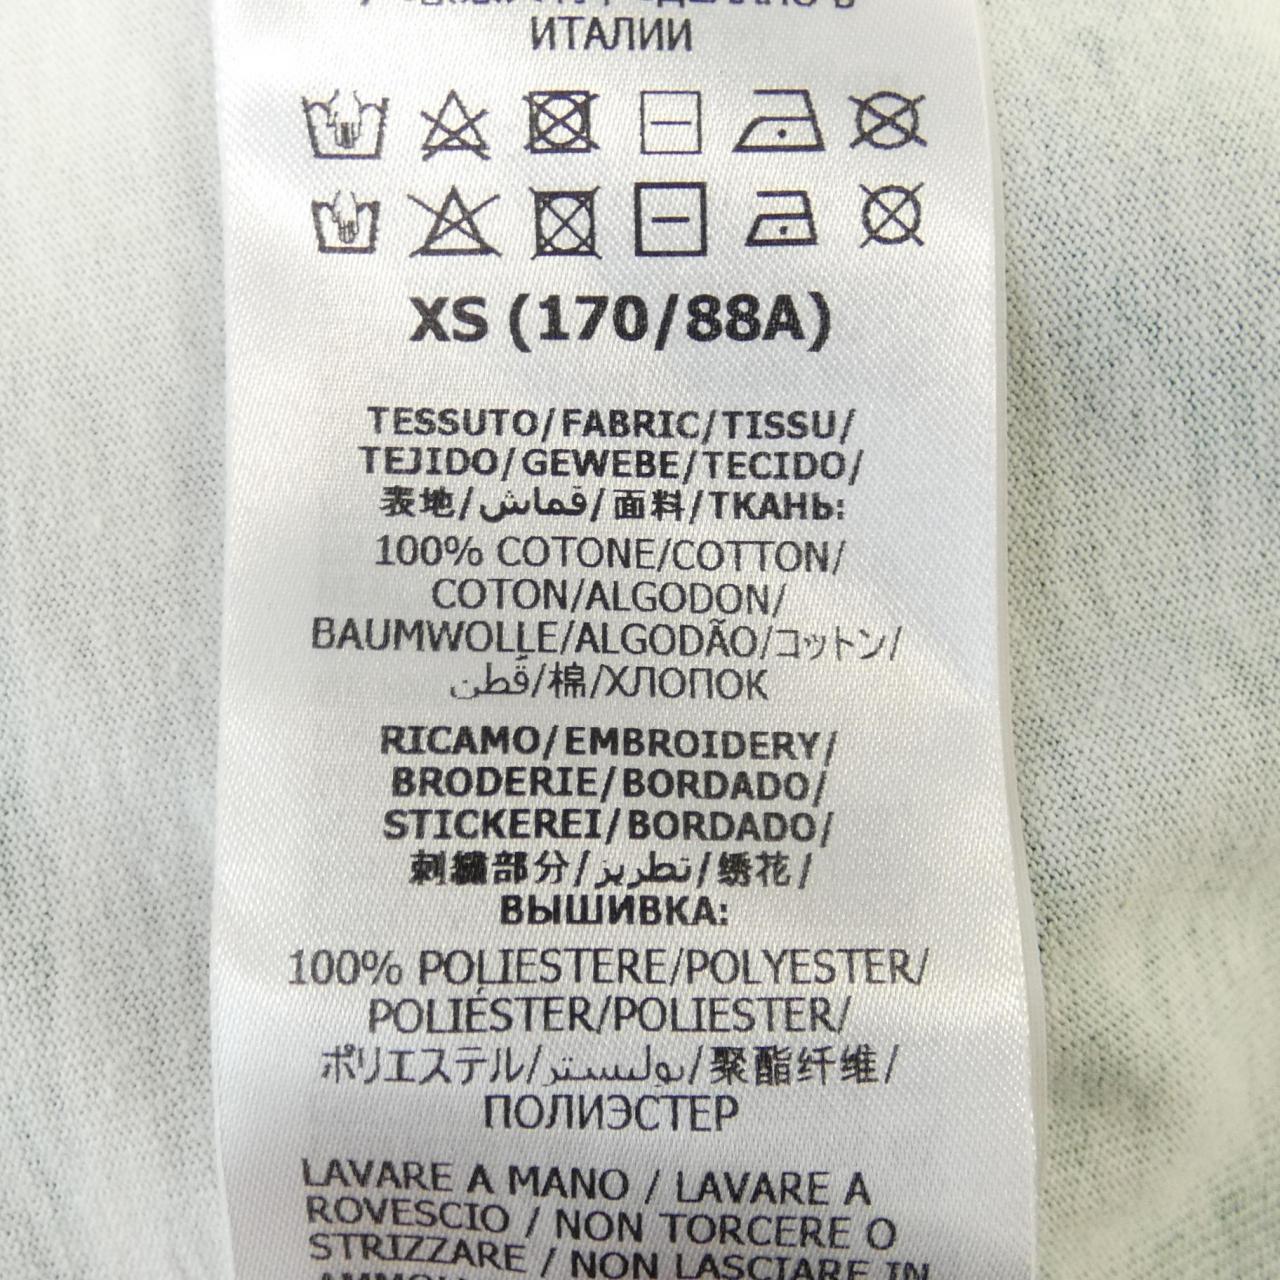 СДЕЛАНО В
ИТАЛИИ
XS (170/88A)
TESSUTO/FABRIC/TISSU/
TEJIDO/GEWEBE/TECIDO/
表地/قماش/面料/ТКАНЬ:
100% COTONE/COTTON/
COTON/ALGODON/
BAUMWOLLE/ALGODÃO/コットン/
قطن/棉/ХЛОПОК
RICAMO/EMBROIDERY/
BRODERIE/BORDADO/
STICKEREI/BORDADO/
刺繍部分/تطريز/绣花/
ВЫШИВКА:
100% POLIESTERE/POLYESTER/
POLIÉSTER/POLIESTER/
ポリエステル/بوليستر/聚酯纤维/
ПОЛИЭСТЕР
LAVARE A MANO / LAVARE A
ROVESCIO / NON TORCERE O
STRIZZARE / NON LASCIARE IN